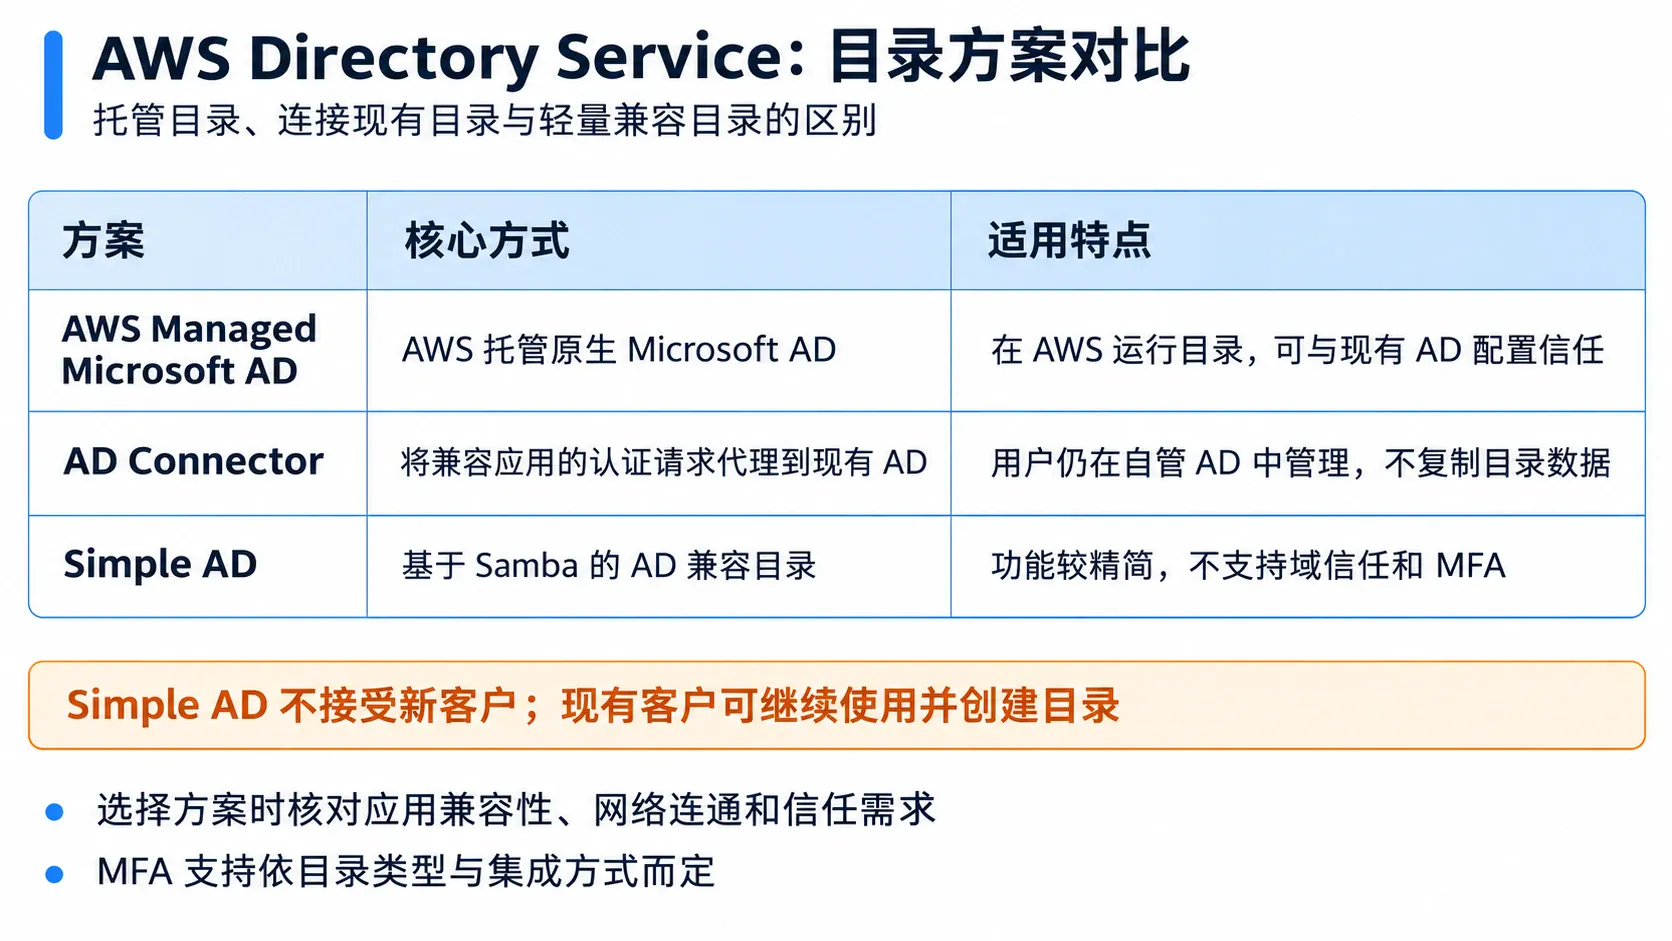 AWS Directory Service：目录方案对比
托管目录、连接现有目录与轻量兼容目录的区别
方案
核心方式
适用特点
AWS Managed
Microsoft AD
AWS 托管原生 Microsoft AD
在 AWS 运行目录，可与现有 AD 配置信任
AD Connector
将兼容应用的认证请求代理到现有 AD
用户仍在自管 AD 中管理，不复制目录数据
Simple AD
基于 Samba 的 AD 兼容目录
功能较精简，不支持域信任和 MFA
Simple AD 不接受新客户；现有客户可继续使用并创建目录
选择方案时核对应用兼容性、网络连通和信任需求
MFA 支持依目录类型与集成方式而定